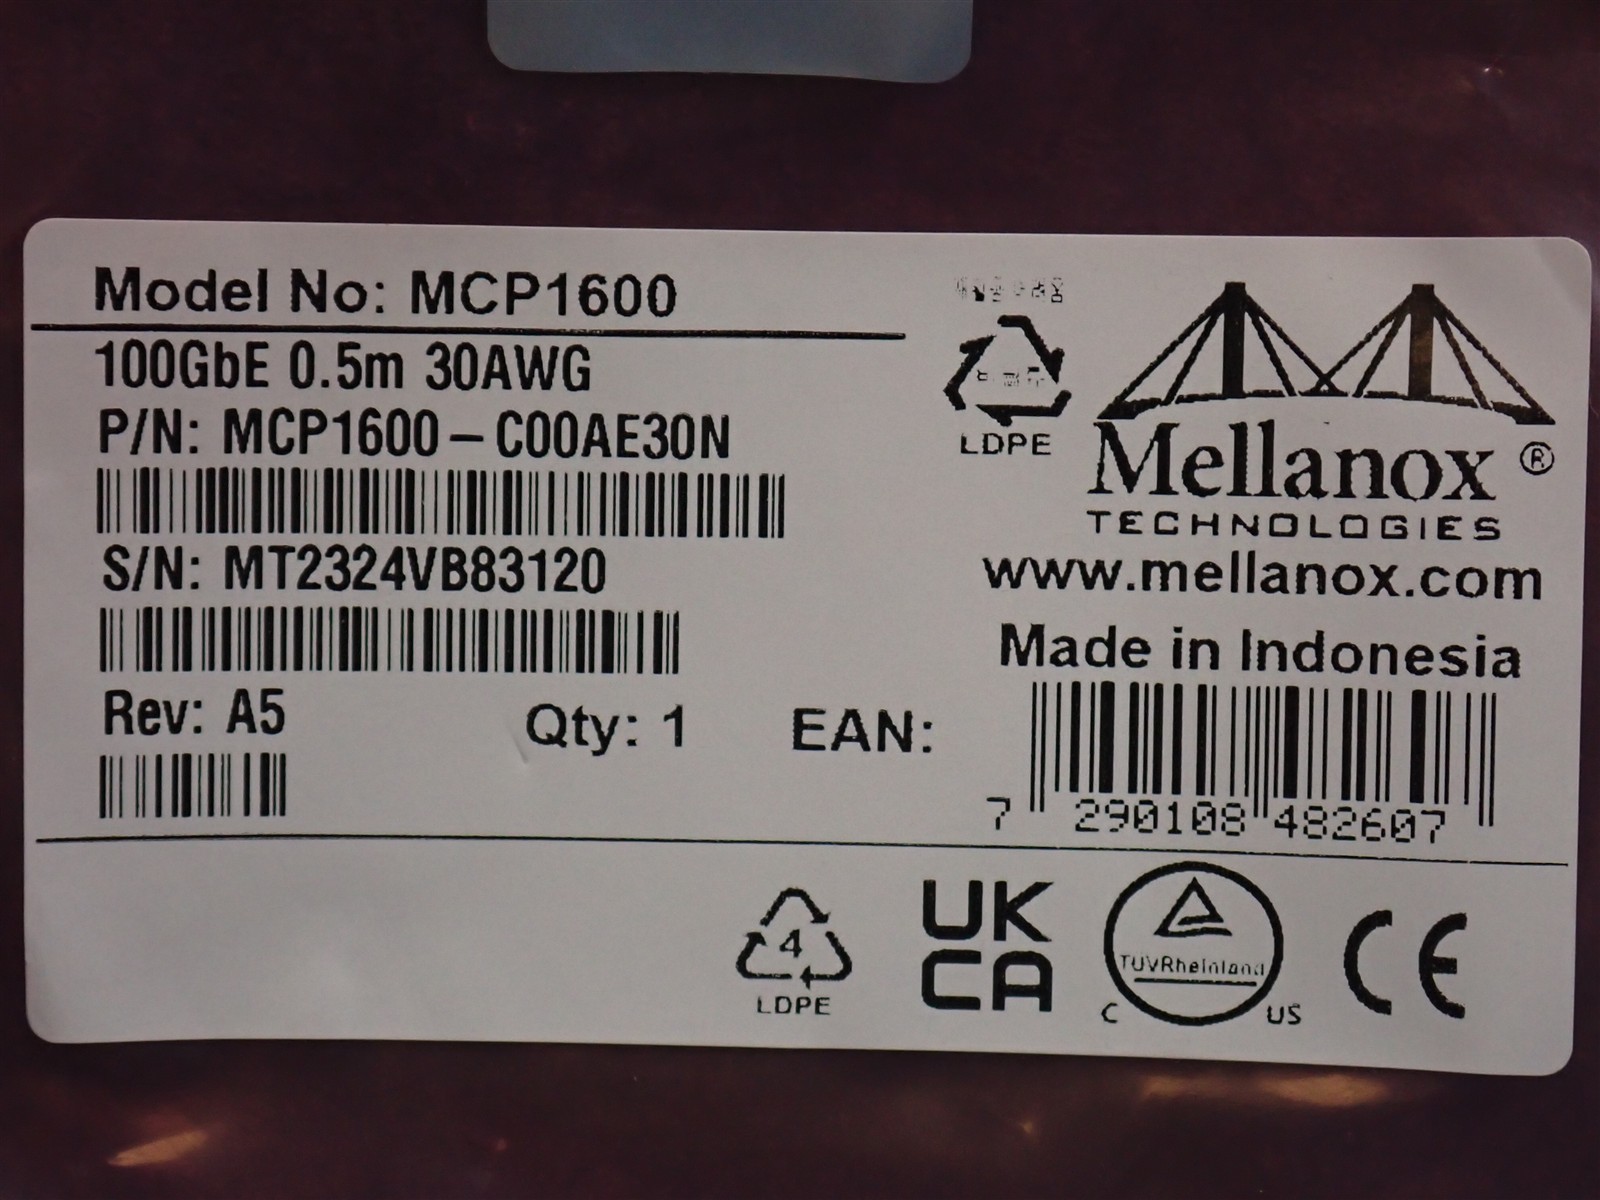 Model No: MCP1600
100GbE 0.5m 30AWG
P/N: MCP1600-C00AE30N
S/N: MT2324VB83120
Rev: A5
Qty: 1
LDPE
Mellanox®
TECHNOLOGIES
www.mellanox.com
Made in Indonesia
EAN:
7 290108 482607
4
LDPE
UK
CA
TUVRheinland
C US
CE